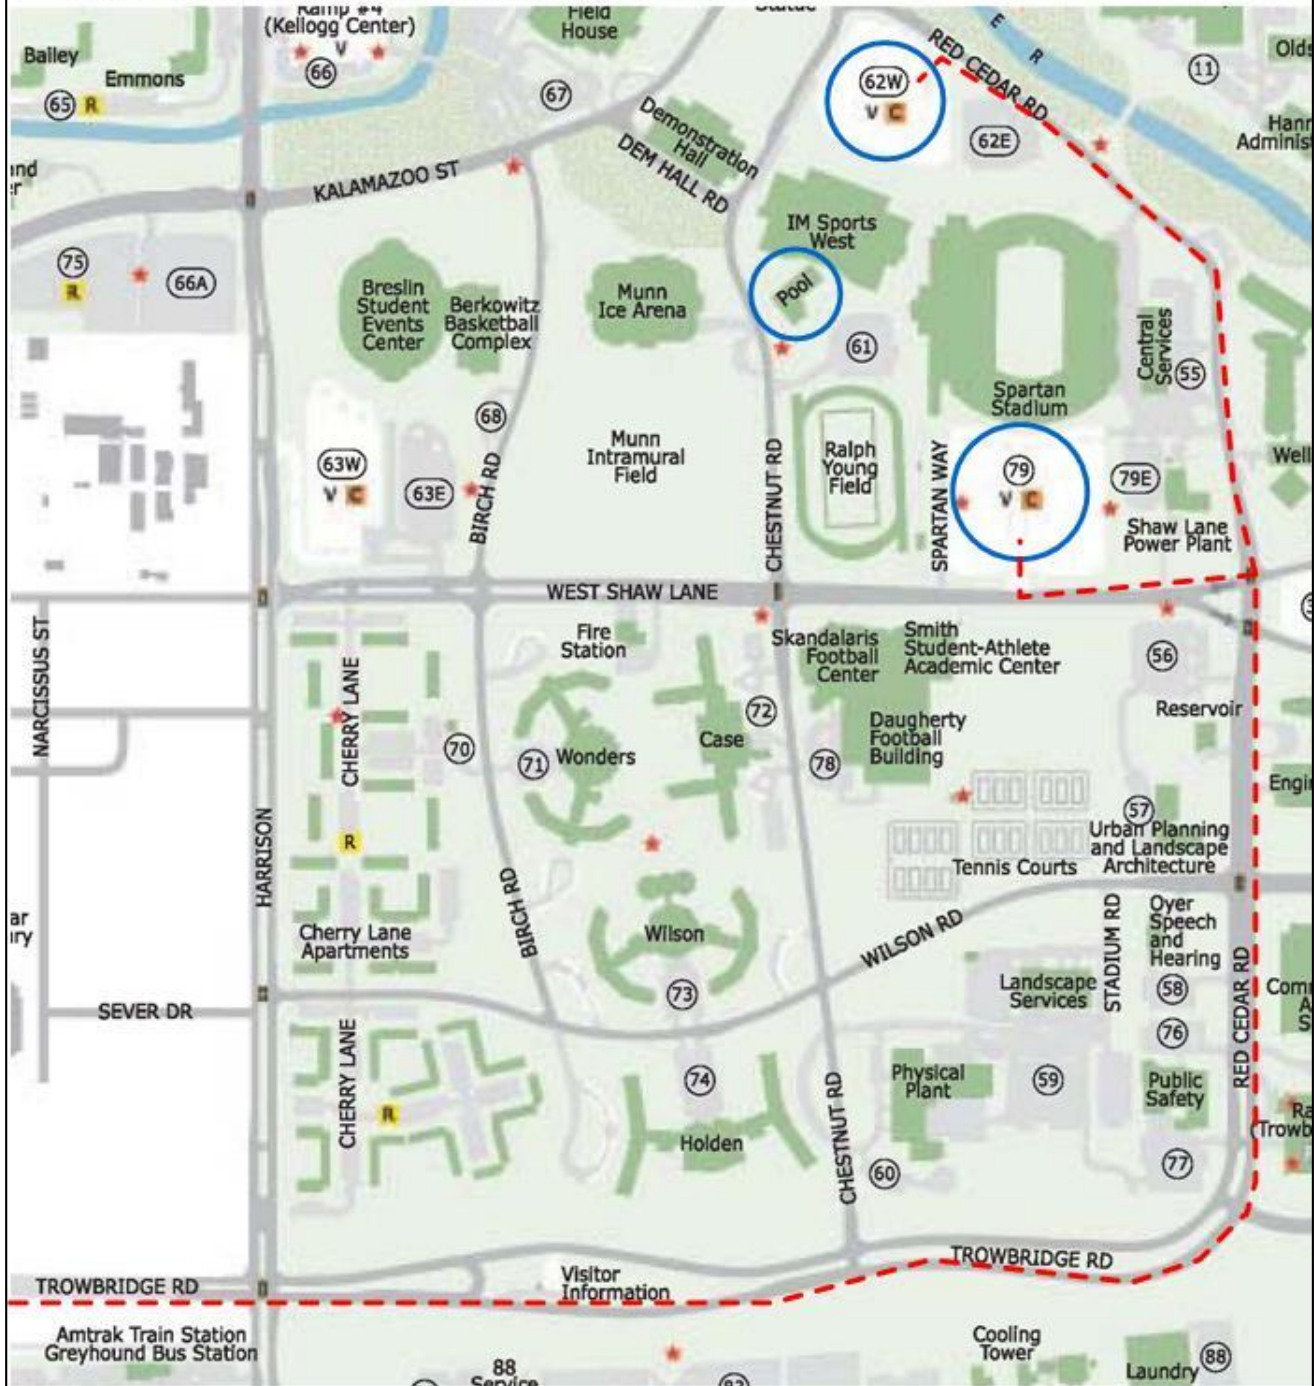 Ramp #4
(Kellogg Center)
Field
House
Statue
Bailey
Emmons
65 R
V
66
67
Demonstration
Hall
DEM HALL RD
62W
V C
62E
RED CEDAR RD
E
R
11
Olds
Hann
Adminis
KALAMAZOO ST
75
R
66A
Breslin
Student
Events
Center
Berkowitz
Basketball
Complex
Munn
Ice Arena
IM Sports
West
Pool
61
Spartan
Stadium
Central
Services
55
63W
V C
63E
68
BIRCH RD
Munn
Intramural
Field
CHESTNUT RD
Ralph
Young
Field
SPARTAN WAY
79
V C
79E
Shaw Lane
Power Plant
Well
WEST SHAW LANE
NARCISSUS ST
HARRISON
CHERRY LANE
R
Fire
Station
Skandalaris
Football
Center
Smith
Student-Athlete
Academic Center
56
Reservoir
70
71
Wonders
Case
72
78
Daugherty
Football
Building
Engi
57
Urban Planning
and Landscape
Architecture
Tennis Courts
Cherry Lane
Apartments
BIRCH RD
Wilson
73
WILSON RD
STADIUM RD
Oyer
Speech
and
Hearing
58
Landscape
Services
76
RED CEDAR RD
SEVER DR
CHERRY LANE
R
74
Holden
CHESTNUT RD
Physical
Plant
59
60
Public
Safety
77
(Trowb
TROWBRIDGE RD
Visitor
Information
TROWBRIDGE RD
Amtrak Train Station
Greyhound Bus Station
88
Service
Cooling
Tower
Laundry
88